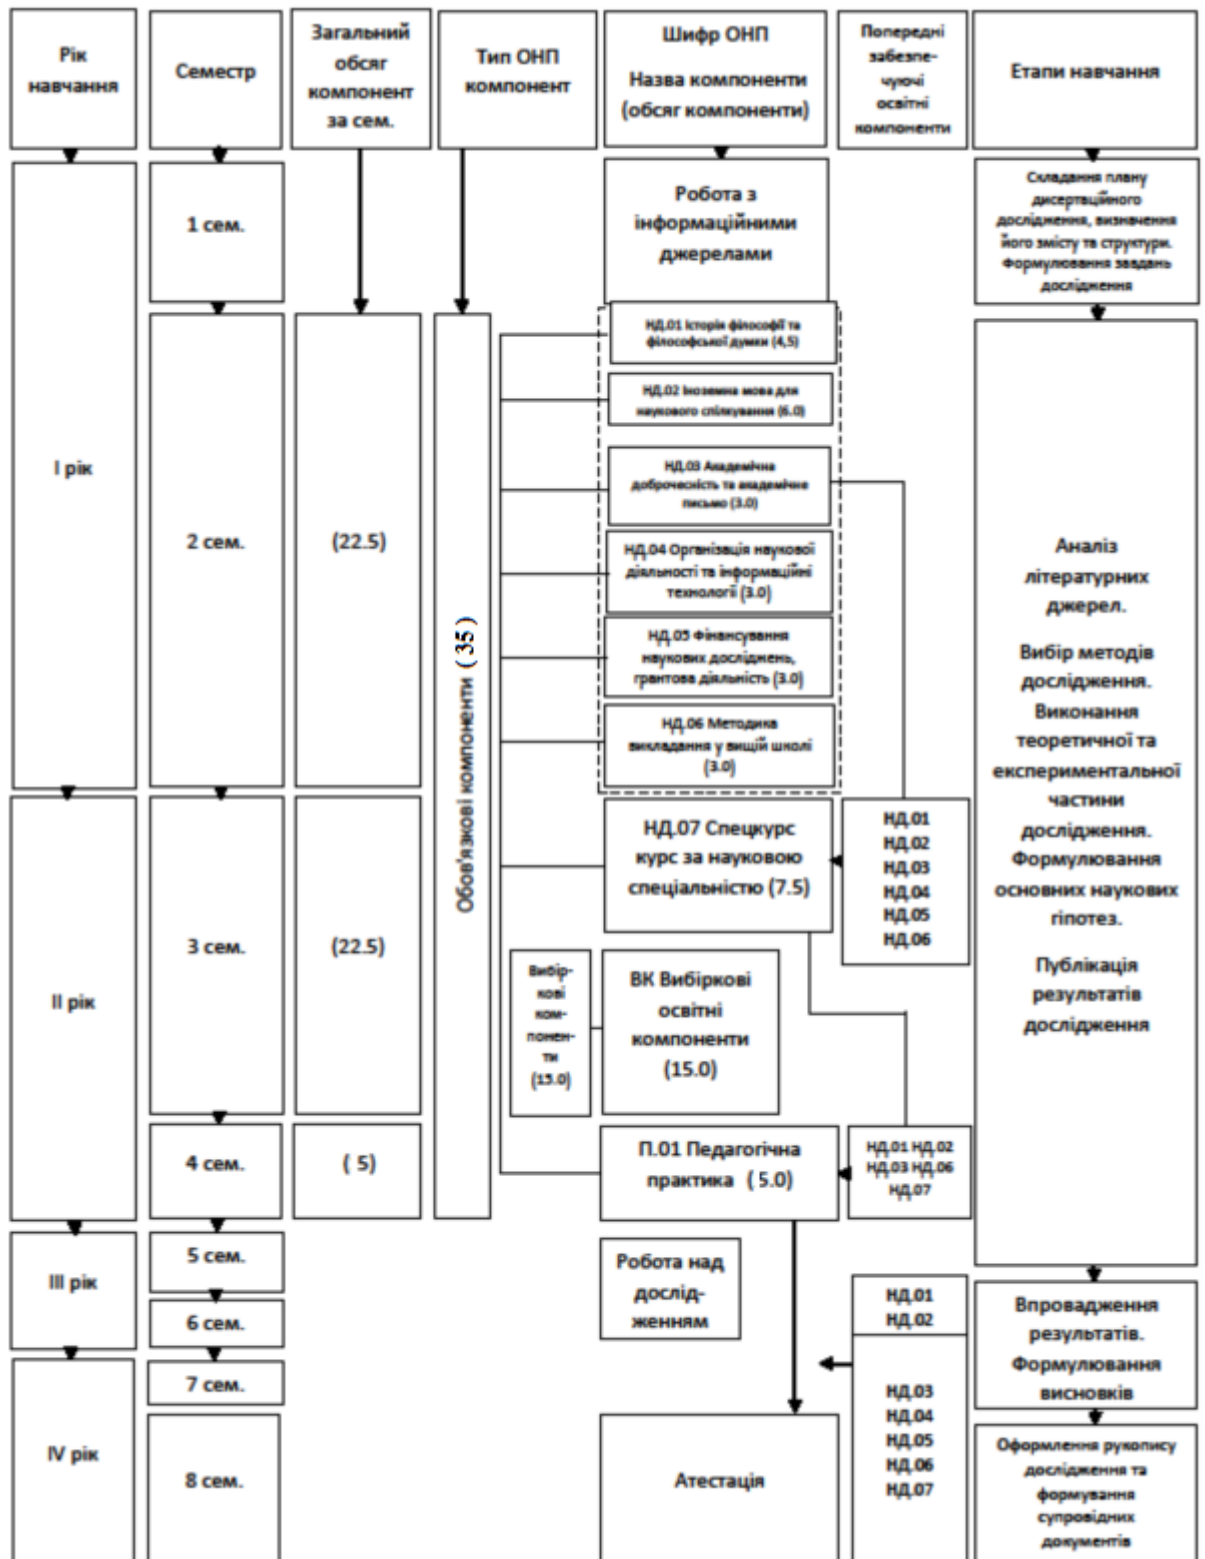 Рік
навчання
Семестр
Загальний
обсяг
компонент
за сем.
Тип ОНП
компонент
Шифр ОНП
Назва компоненти
(обсяг компоненти)
Попередні
забезпе-
чуючі
освітні
компоненти
Етапи навчання
І рік
1 сем.
Робота з
інформаційними
джерелами
Складання плану
дисертаційного
дослідження, визначення
його змісту та структури.
Формулювання завдань
дослідження
2 сем.
(22.5)
Обов'язкові компоненти ( 35 )
НД.01 Історія філософії та
філософської думки (4,5)
НД.02 Іноземна мова для
наукового спілкування (6.0)
НД.03 Академічна
доброчесність та академічне
письмо (3.0)
НД.04 Організація наукової
діяльності та інформаційні
технології (3.0)
НД.05 Фінансування
наукових досліджень,
грантова діяльність (3.0)
НД.06 Методика
викладання у вищій школі
(3.0)
Аналіз
літературних
джерел.
Вибір методів
дослідження.
Виконання
теоретичної та
експериментальної
частини
дослідження.
Формулювання
основних наукових
гіпотез.
Публікація
результатів
дослідження
ІІ рік
3 сем.
(22.5)
НД.07 Спецкурс
курс за науковою
спеціальністю (7.5)
НД.01
НД.02
НД.03
НД.04
НД.05
НД.06
Вибір-
кові
ком-
понен-
ти
(15.0)
ВК Вибіркові
освітні
компоненти
(15.0)
4 сем.
( 5)
П.01 Педагогічна
практика ( 5.0)
НД.01 НД.02
НД.03 НД.06
НД.07
ІІІ рік
5 сем.
6 сем.
Робота над
дослід-
женням
НД.01
НД.02
Впровадження
результатів.
Формулювання
висновків
IV рік
7 сем.
8 сем.
Атестація
НД.03
НД.04
НД.05
НД.06
НД.07
Оформлення рукопису
дослідження та
формування
супровідних
документів